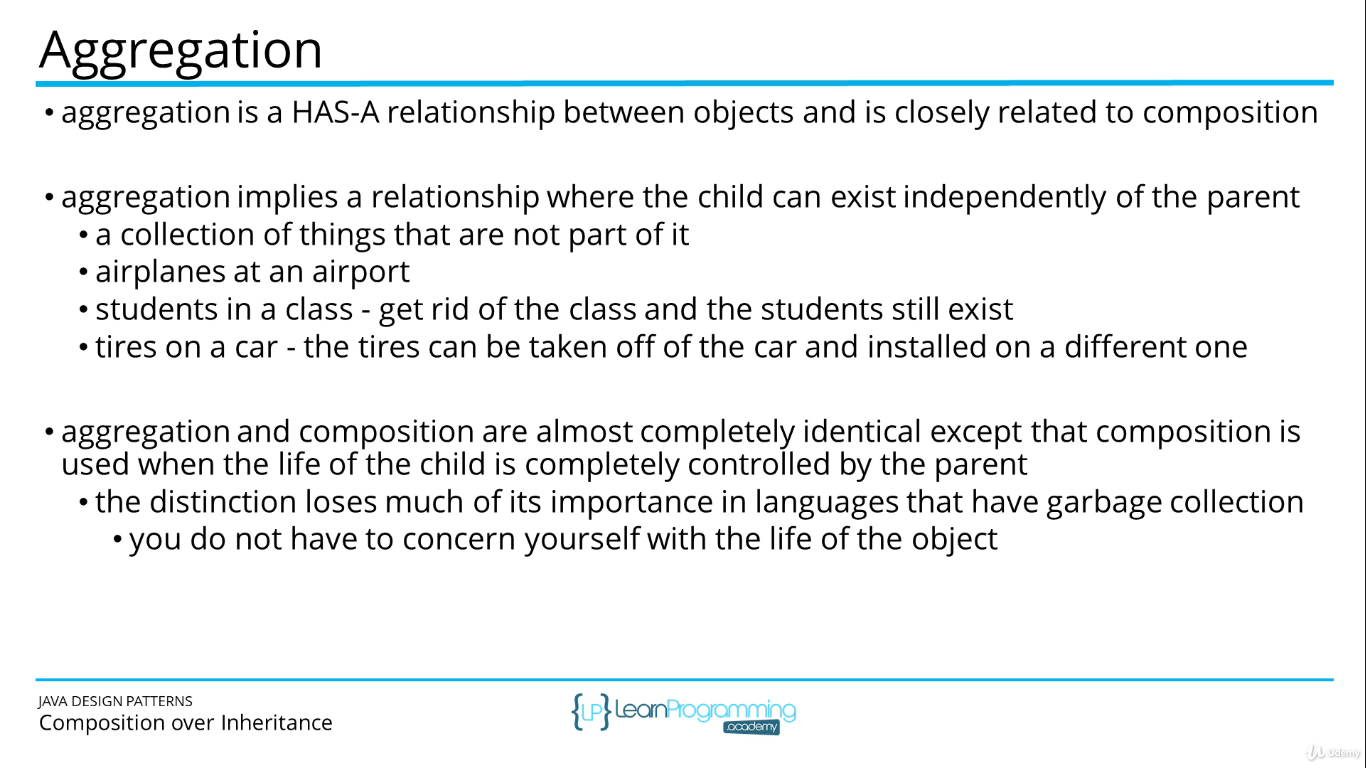 Aggregation
• aggregation is a HAS-A relationship between objects and is closely related to composition
• aggregation implies a relationship where the child can exist independently of the parent
• a collection of things that are not part of it
• airplanes at an airport
• students in a class - get rid of the class and the students still exist
• tires on a car - the tires can be taken off of the car and installed on a different one
• aggregation and composition are almost completely identical except that composition is
used when the life of the child is completely controlled by the parent
• the distinction loses much of its importance in languages that have garbage collection
• you do not have to concern yourself with the life of the object
JAVA DESIGN PATTERNS
Composition over Inheritance
{LP} LearnProgramming
.academy
Udemy